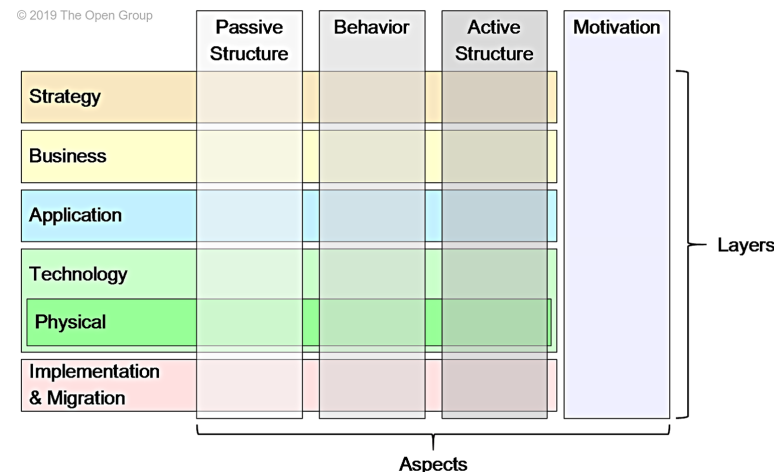 © 2019 The Open Group
Passive
Structure
Behavior
Active
Structure
Motivation
Strategy
Business
Application
Technology
Physical
Implementation
& Migration
Layers
Aspects